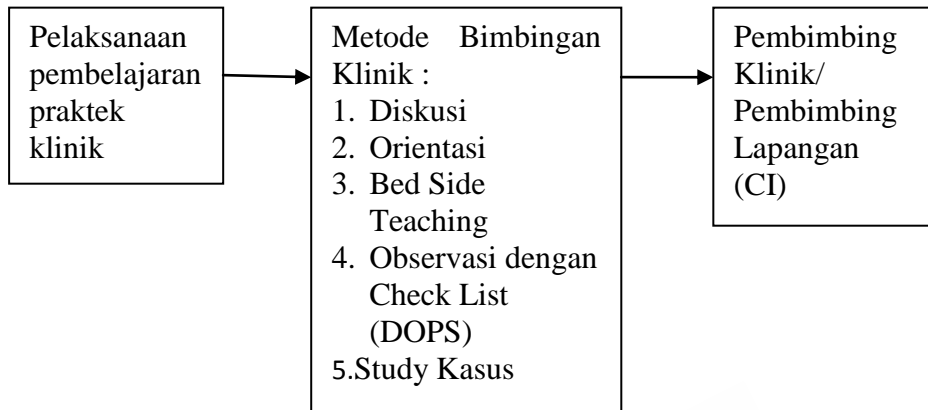 Pelaksanaan
pembelajaran
praktek
klinik
Metode Bimbingan
Klinik :
1. Diskusi
2. Orientasi
3. Bed Side
Teaching
4. Observasi dengan
Check List
(DOPS)
5.Study Kasus
Pembimbing
Klinik/
Pembimbing
Lapangan
(CI)